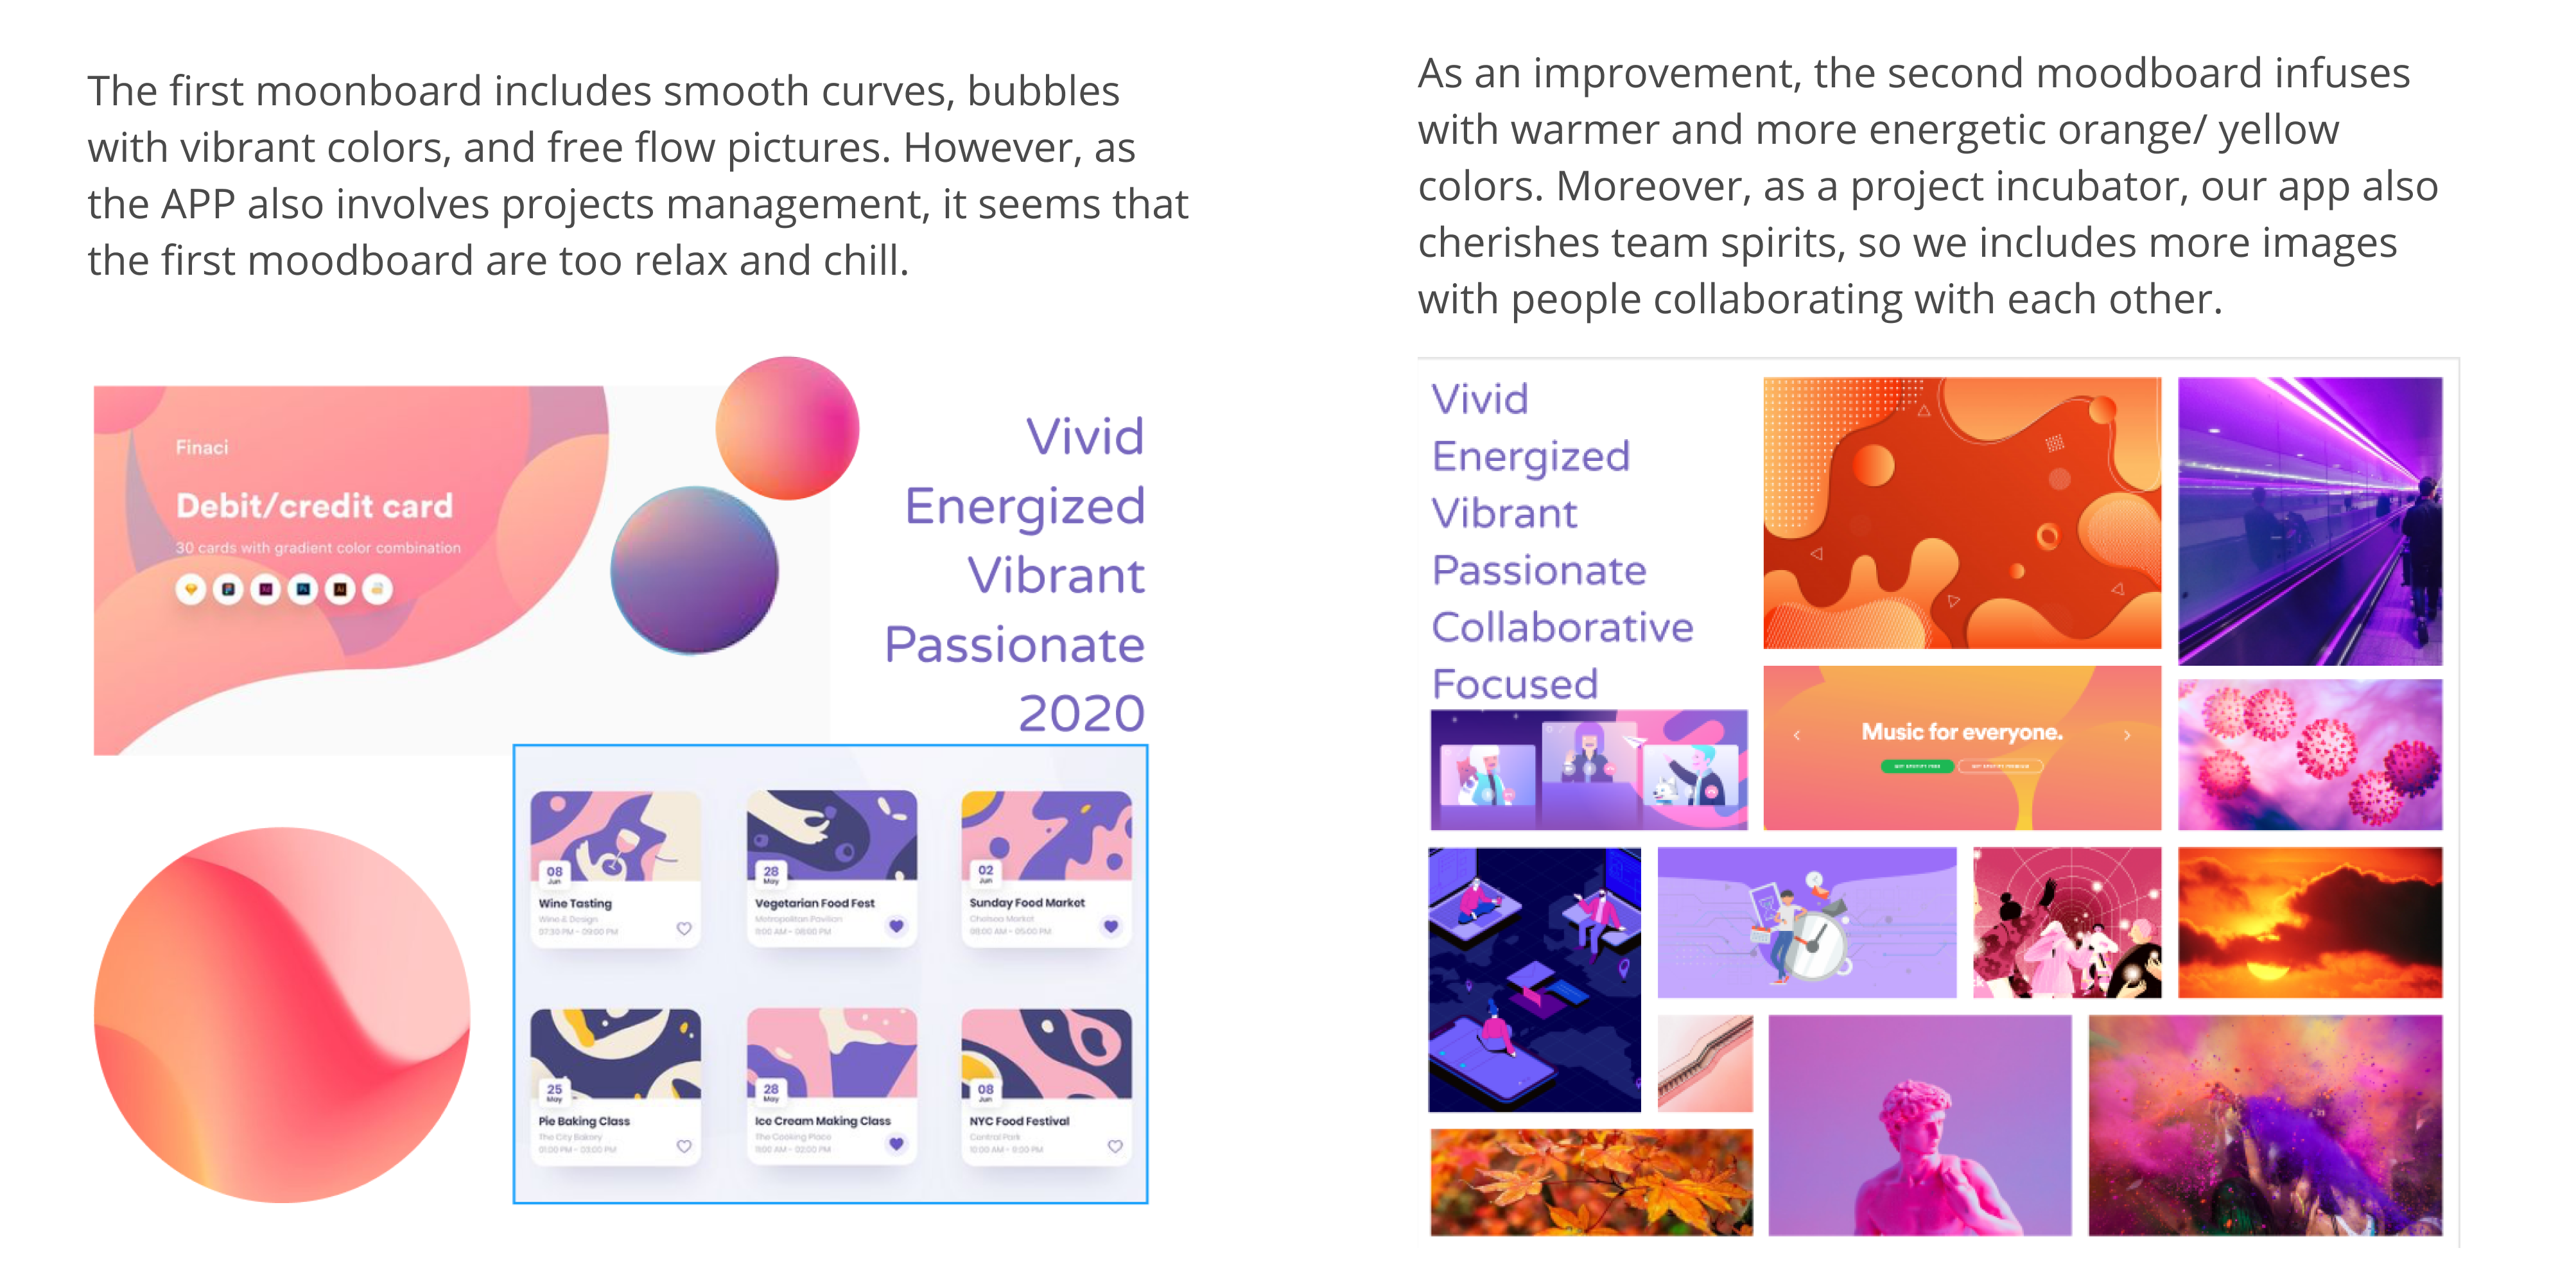 The first moonboard includes smooth curves, bubbles
with vibrant colors, and free flow pictures. However, as
the APP also involves projects management, it seems that
the first moodboard are too relax and chill.
As an improvement, the second moodboard infuses
with warmer and more energetic orange/ yellow
colors. Moreover, as a project incubator, our app also
cherishes team spirits, so we includes more images
with people collaborating with each other.
Finaci
Debit/credit card
30 cards with gradient color combination
Vivid
Energized
Vibrant
Passionate
2020
08
Jun
Wine Tasting
Wine & Design
07:30 PM - 09:00 PM
28
May
Vegetarian Food Fest
Metropolitan Pavilion
11:00 AM - 08:00 PM
02
Jun
Sunday Food Market
Chelsea Market
08:00 AM - 05:00 PM
25
May
Pie Baking Class
The City Bakery
01:00 PM - 03:00 PM
28
May
Ice Cream Making Class
The Cooking Place
11:00 AM - 02:00 PM
08
Jun
NYC Food Festival
Central Park
10:00 AM - 9:00 PM
Vivid
Energized
Vibrant
Passionate
Collaborative
Focused
Music for everyone.
GET SPOTIFY FREE
GET SPOTIFY PREMIUM